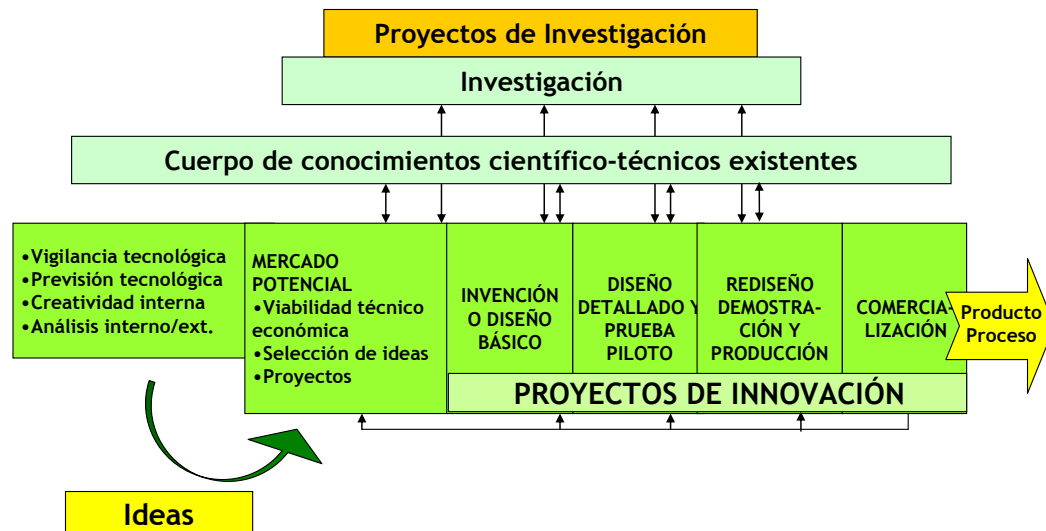 Proyectos de Investigación
Investigación
Cuerpo de conocimientos científico-técnicos existentes
•Vigilancia tecnológica
•Previsión tecnológica
•Creatividad interna
•Análisis interno/ext.
MERCADO
POTENCIAL
•Viabilidad técnico
económica
•Selección de ideas
•Proyectos
INVENCIÓN
O DISEÑO
BÁSICO
DISEÑO
DETALLADO Y
PRUEBA
PILOTO
REDISEÑO
DEMOSTRA-
CIÓN Y
PRODUCCIÓN
COMERCIA-
LIZACIÓN
Producto
Proceso
PROYECTOS DE INNOVACIÓN
Ideas